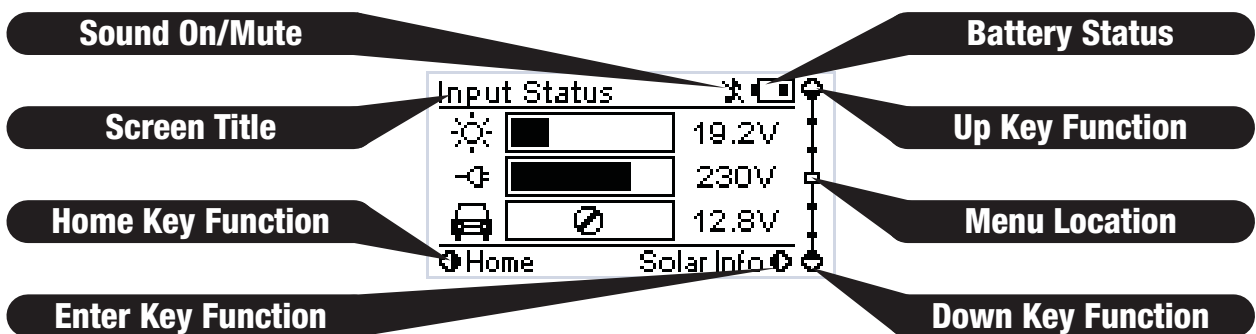 Sound On/Mute
Battery Status
Input Status
Screen Title
19.2V
Up Key Function
230V
Home Key Function
12.8V
Menu Location
Home
Solar Info
Enter Key Function
Down Key Function